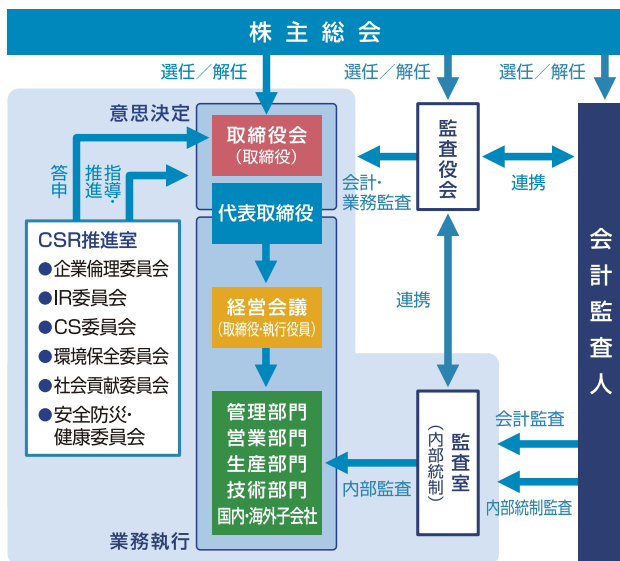 株主総会
選任／解任
選任／解任
選任／解任
意思決定
取締役会
（取締役）
監査役会
会計・
業務監査
連携
答申
指導・
推進
代表取締役
CSR推進室
●企業倫理委員会
●IR委員会
●CS委員会
●環境保全委員会
●社会貢献委員会
●安全防災・
健康委員会
経営会議
（取締役・執行役員）
連携
会計監査人
管理部門
営業部門
生産部門
技術部門
国内・海外子会社
監査室
（内部統制）
内部監査
会計監査
内部統制監査
業務執行